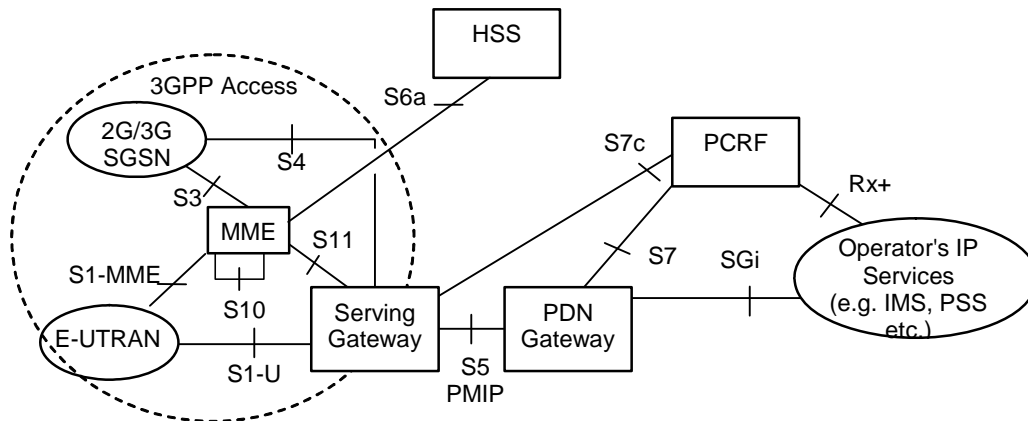 HSS
3GPP Access
S6a
2G/3G
SGSN
S4
S7c
PCRF
S3
Rx+
MME
S11
S7
SGi
Operator's IP
Services
(e.g. IMS, PSS
etc.)
S1-MME
S10
E-UTRAN
S1-U
Serving
Gateway
S5
PMIP
PDN
Gateway